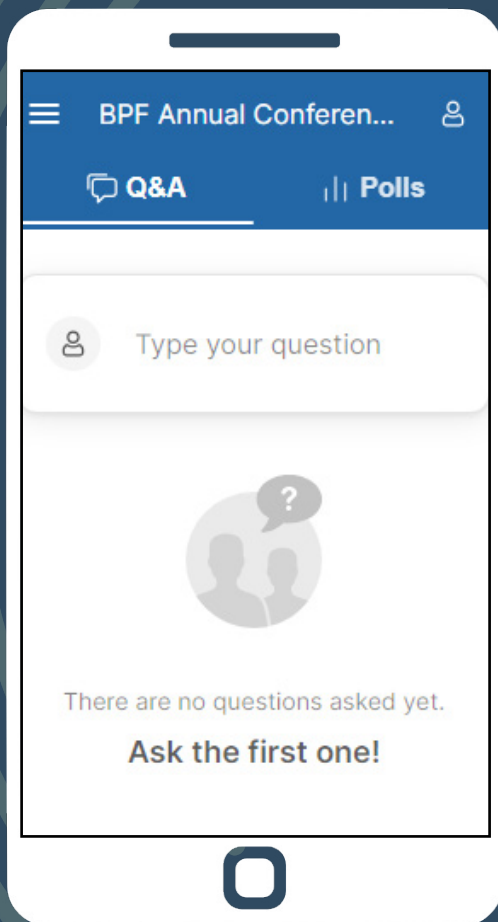 BPF Annual Conferen...
Q&A
Polls
Type your question
?
There are no questions asked yet.
Ask the first one!